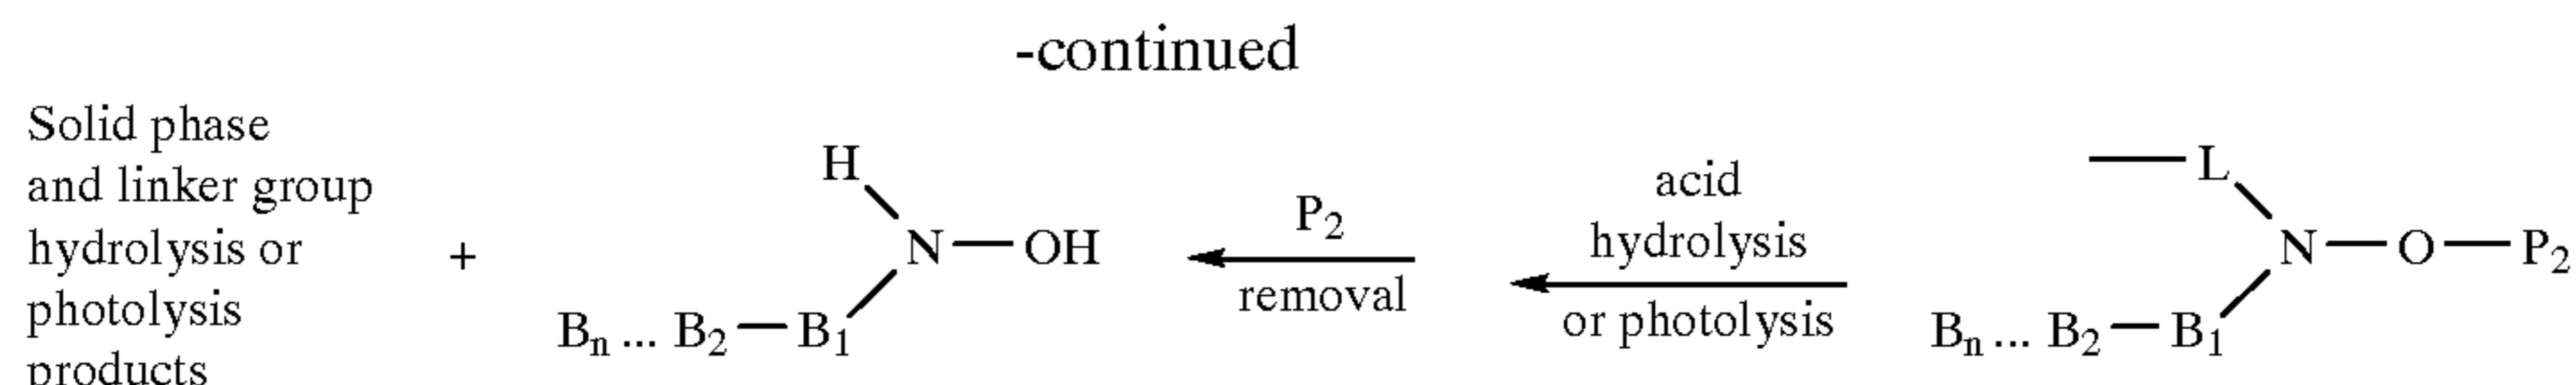 -continued
Solid phase
and linker group
hydrolysis or
photolysis
products
+
H
N—OH
Bn ... B2—B1
P2
removal
acid
hydrolysis
or photolysis
L
N—O—P2
Bn ... B2—B1